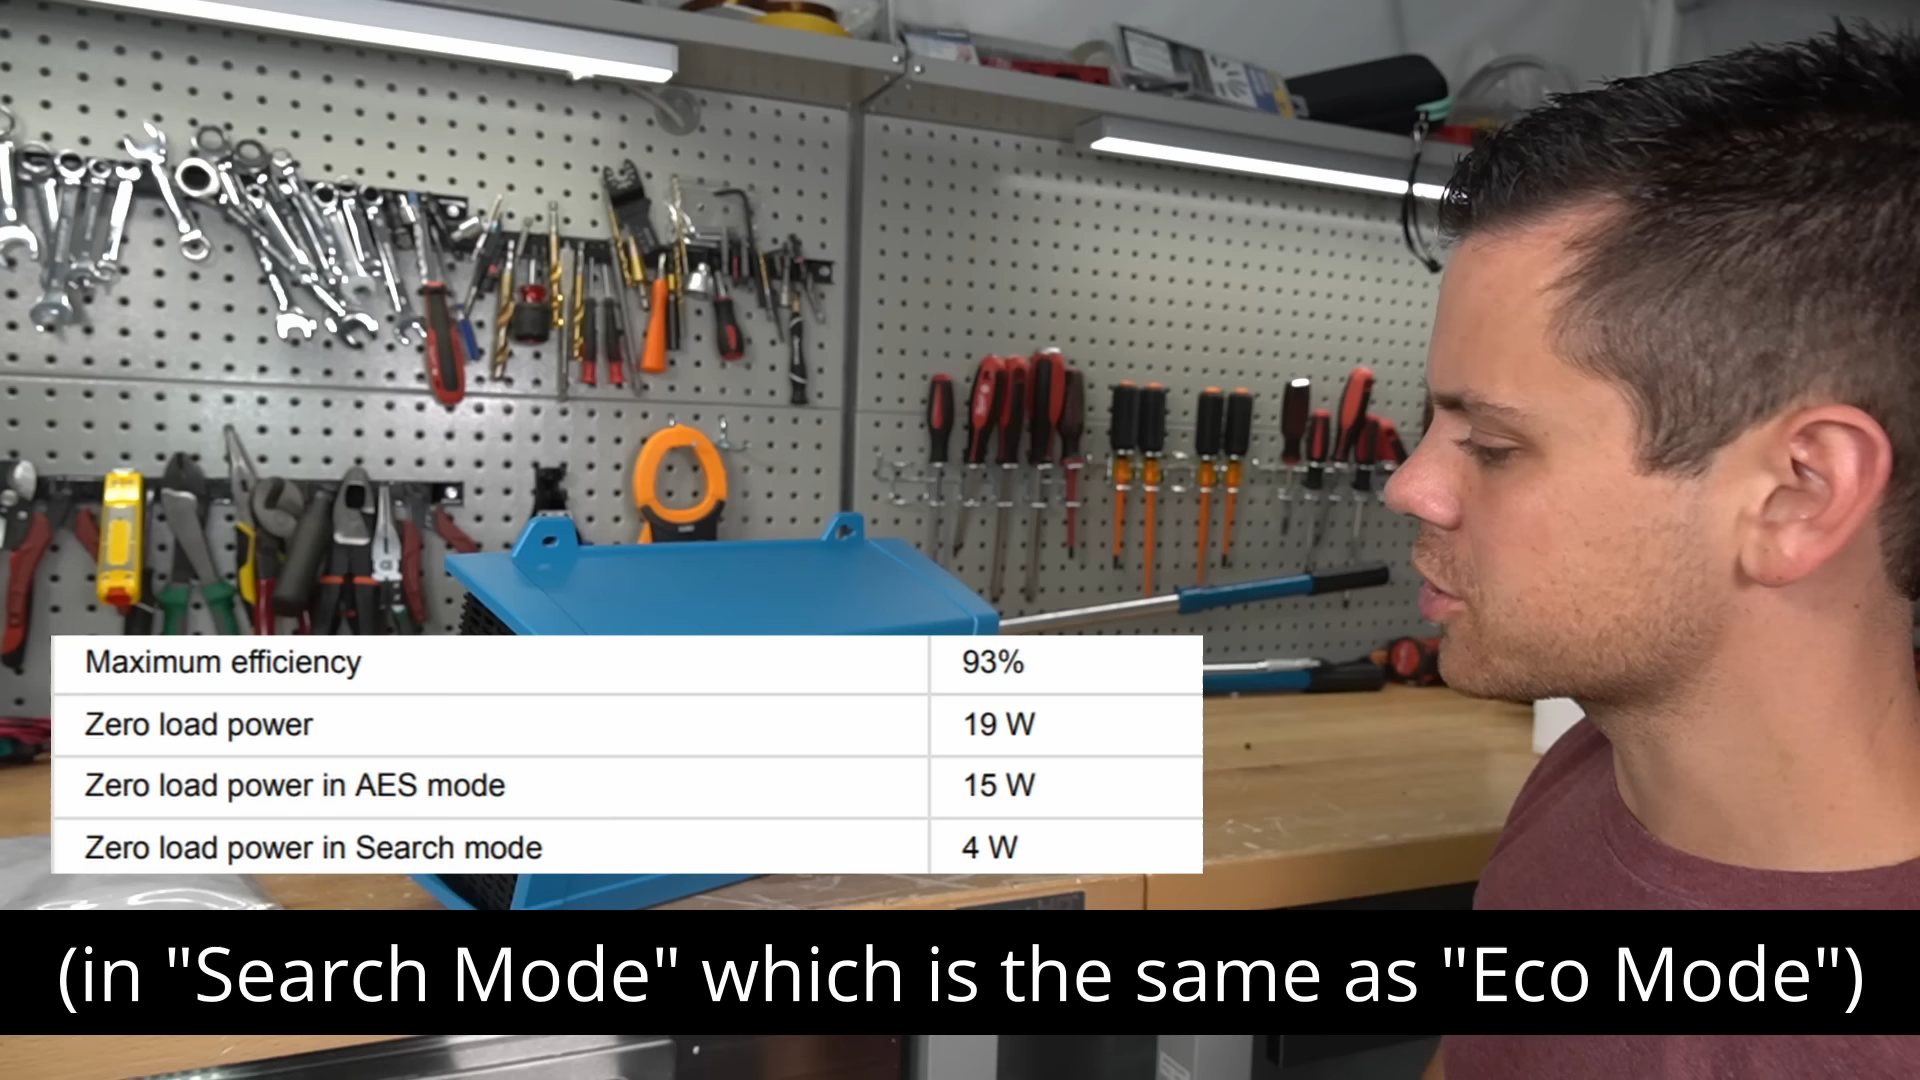 Maximum efficiency 93%
Zero load power 19 W
Zero load power in AES mode 15 W
Zero load power in Search mode 4 W
(in "Search Mode" which is the same as "Eco Mode")